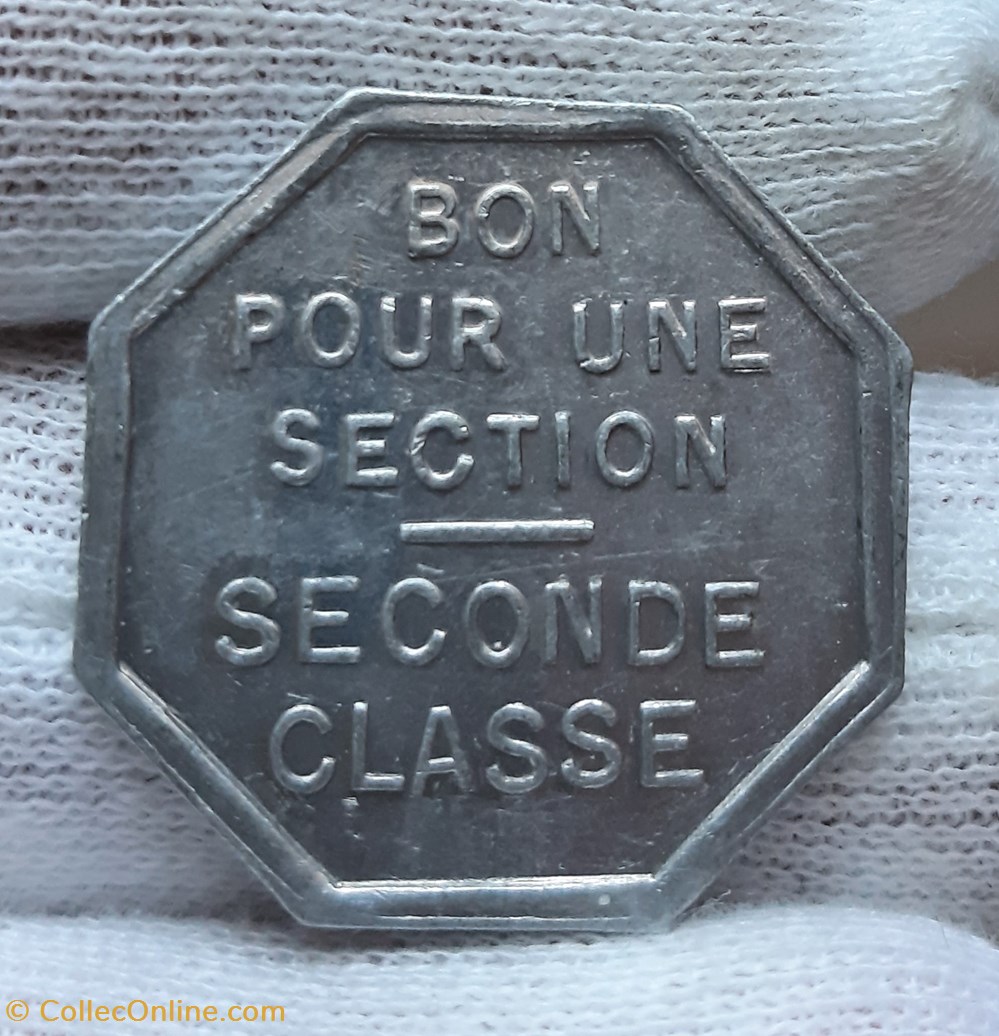 BON
POUR UNE
SECTION
SECONDE
CLASSE
© CollecOnline.com